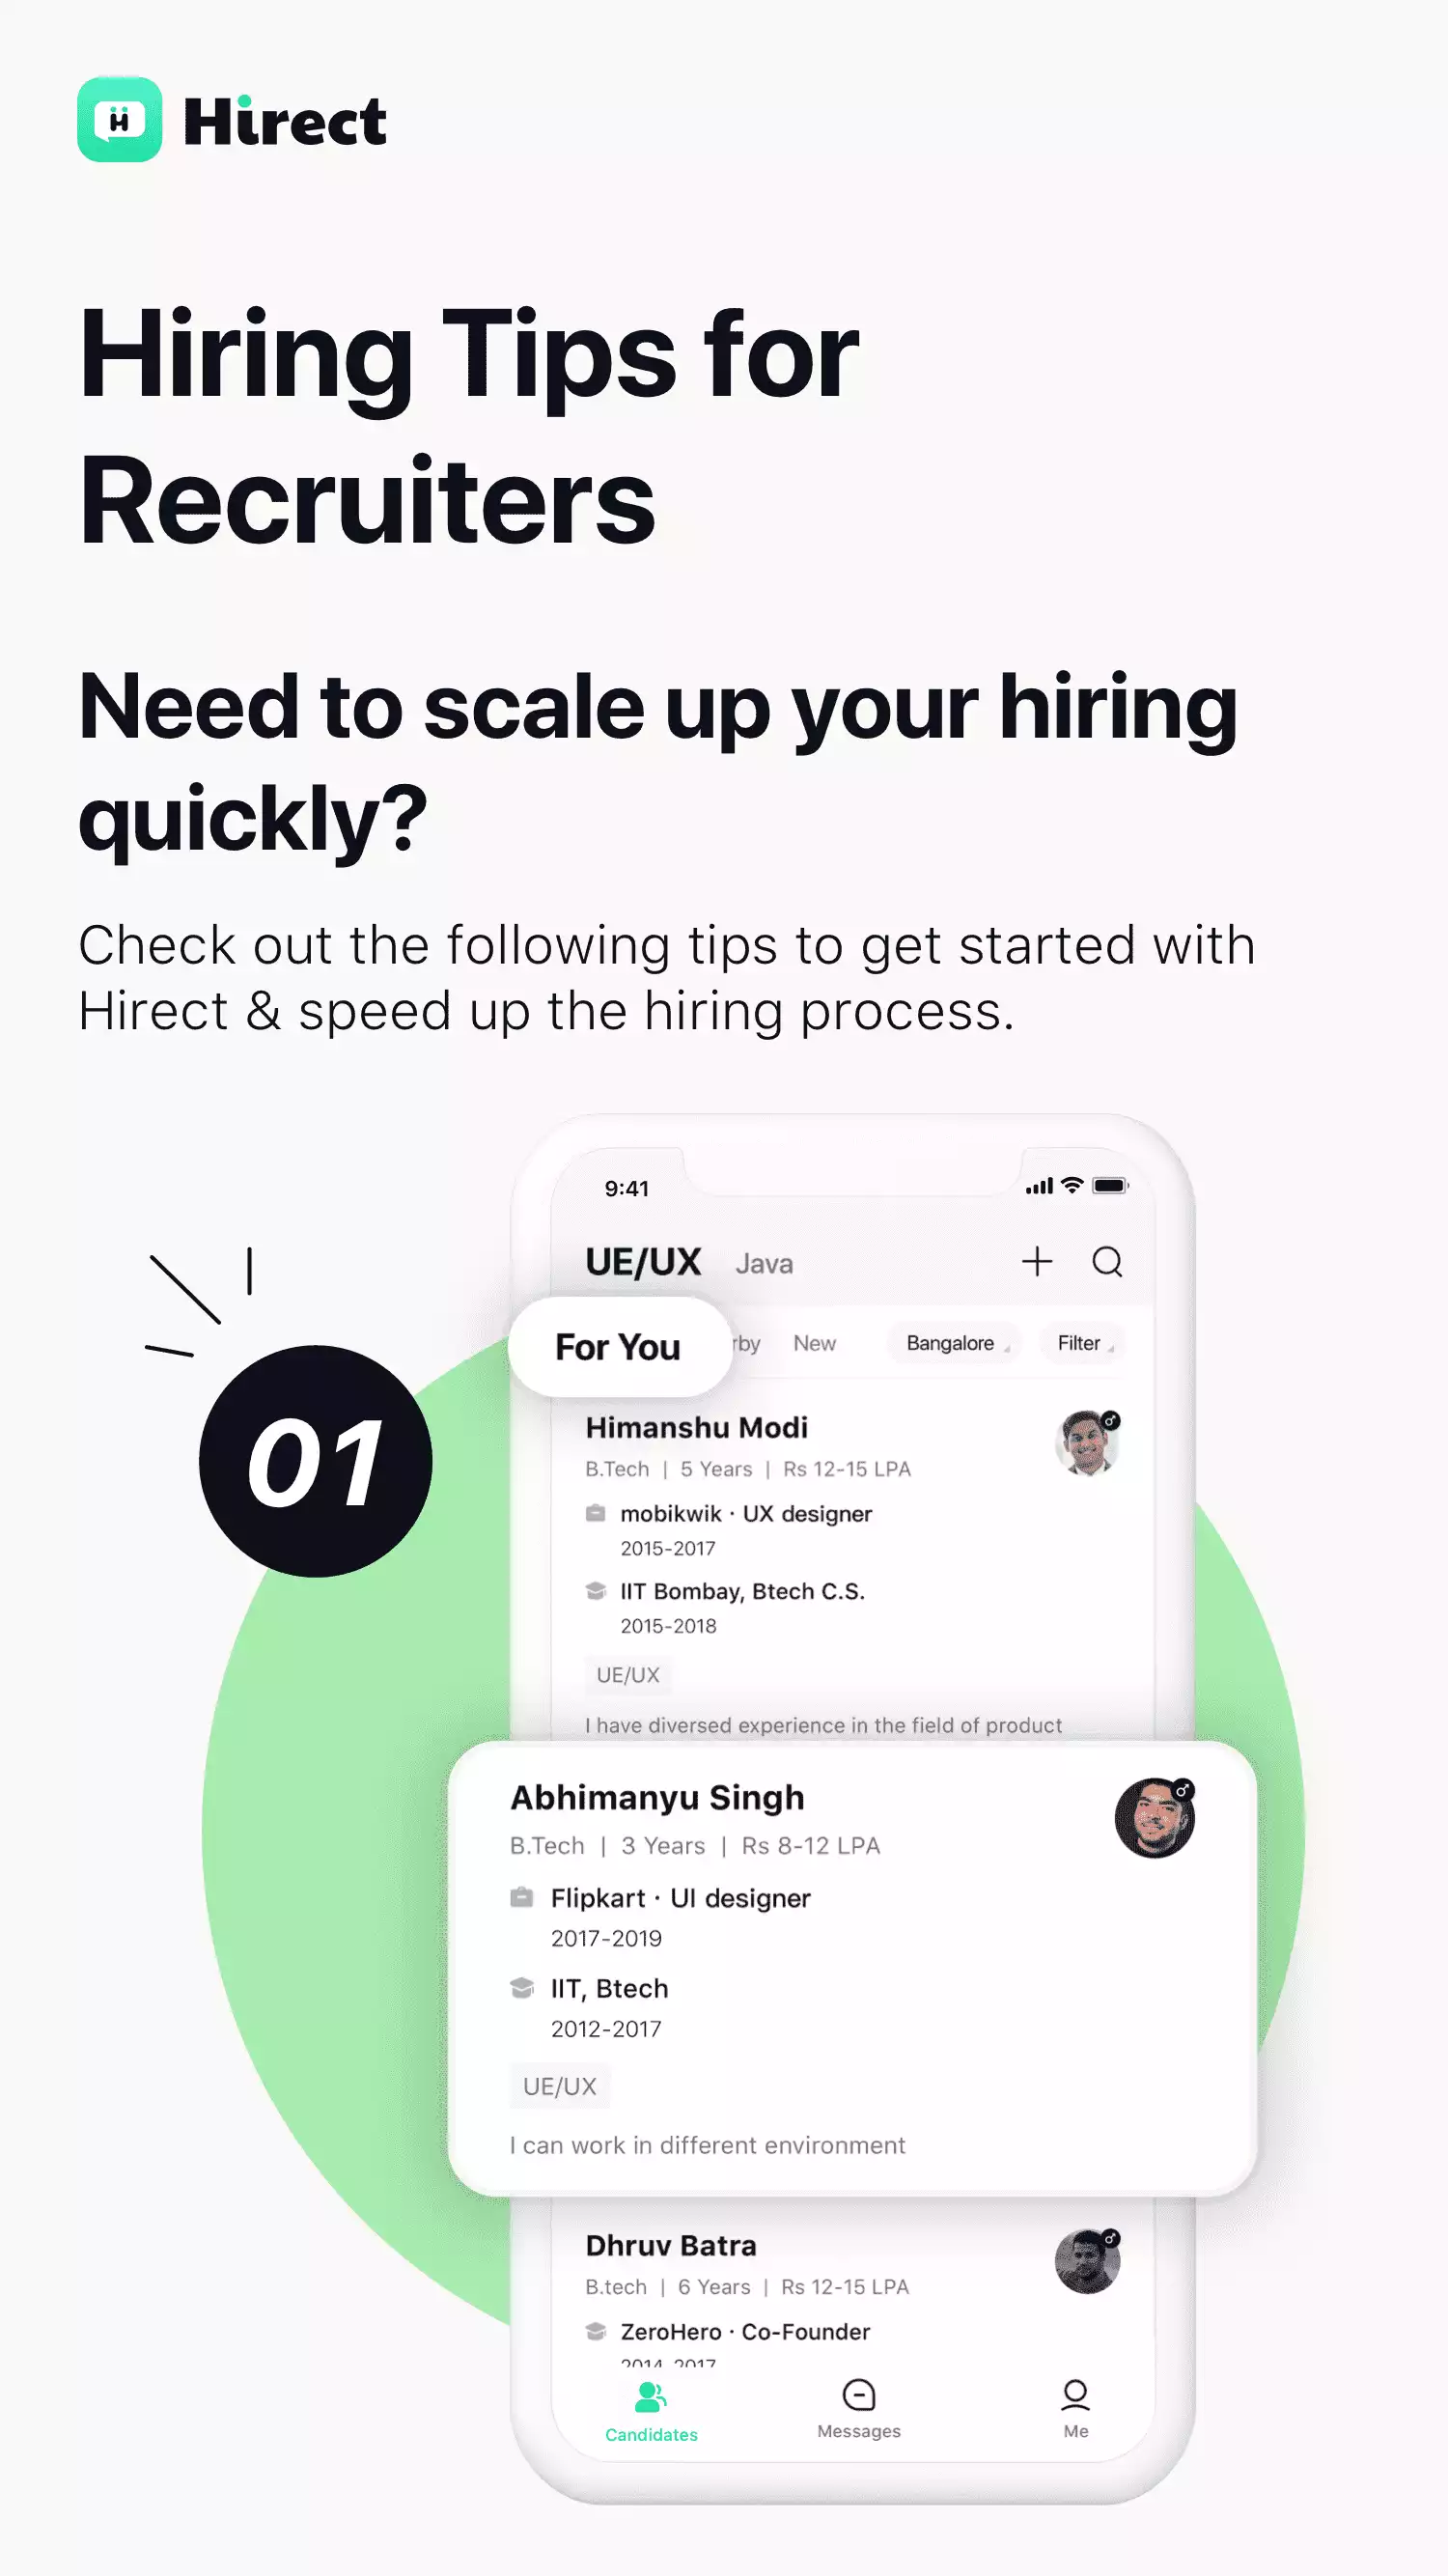 Hirect
Hiring Tips for
Recruiters
Need to scale up your hiring
quickly?
Check out the following tips to get started with
Hirect & speed up the hiring process.
9:41
UE/UX Java
For You New Bangalore Filter
01
Himanshu Modi
B.Tech | 5 Years | Rs 12-15 LPA
mobikwik · UX designer
2015-2017
IIT Bombay, Btech C.S.
2015-2018
UE/UX
I have diversed experience in the field of product
Abhimanyu Singh
B.Tech | 3 Years | Rs 8-12 LPA
Flipkart · UI designer
2017-2019
IIT, Btech
2012-2017
UE/UX
I can work in different environment
Dhruv Batra
B.tech | 6 Years | Rs 12-15 LPA
ZeroHero · Co-Founder
2014-2017
Candidates Messages Me